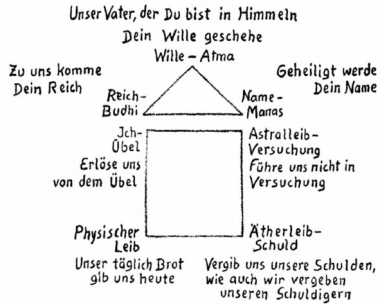 Unser Vater, der Du bist in Himmeln
Dein Wille geschehe
Wille – Atma
Zu uns komme
Dein Reich
Geheiligt werde
Dein Name
Reich-
Budhi
Name-
Manas
Ich-
Übel
Erlöse uns
von dem Übel
Astralleib-
Versuchung
Führe uns nicht in
Versuchung
Physischer
Leib
Unser täglich Brot
gib uns heute
Ätherleib-
Schuld
Vergib uns unsere Schulden,
wie auch wir vergeben
unseren Schuldigern